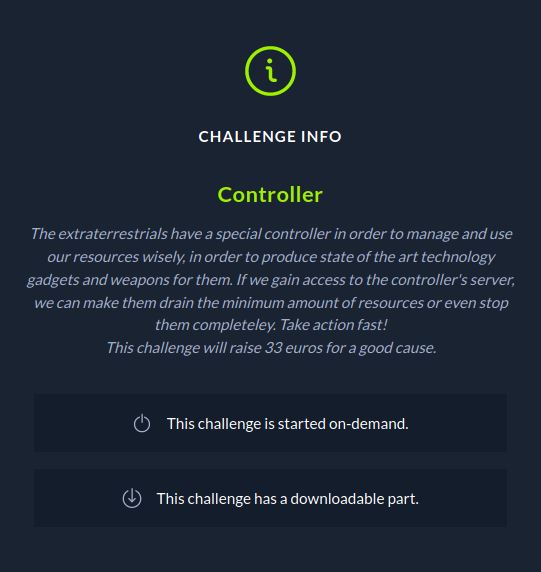 CHALLENGE INFO
Controller
The extraterrestrials have a special controller in order to manage and use
our resources wisely, in order to produce state of the art technology
gadgets and weapons for them. If we gain access to the controller's server,
we can make them drain the minimum amount of resources or even stop
them completeley. Take action fast!
This challenge will raise 33 euros for a good cause.
This challenge is started on-demand.
This challenge has a downloadable part.